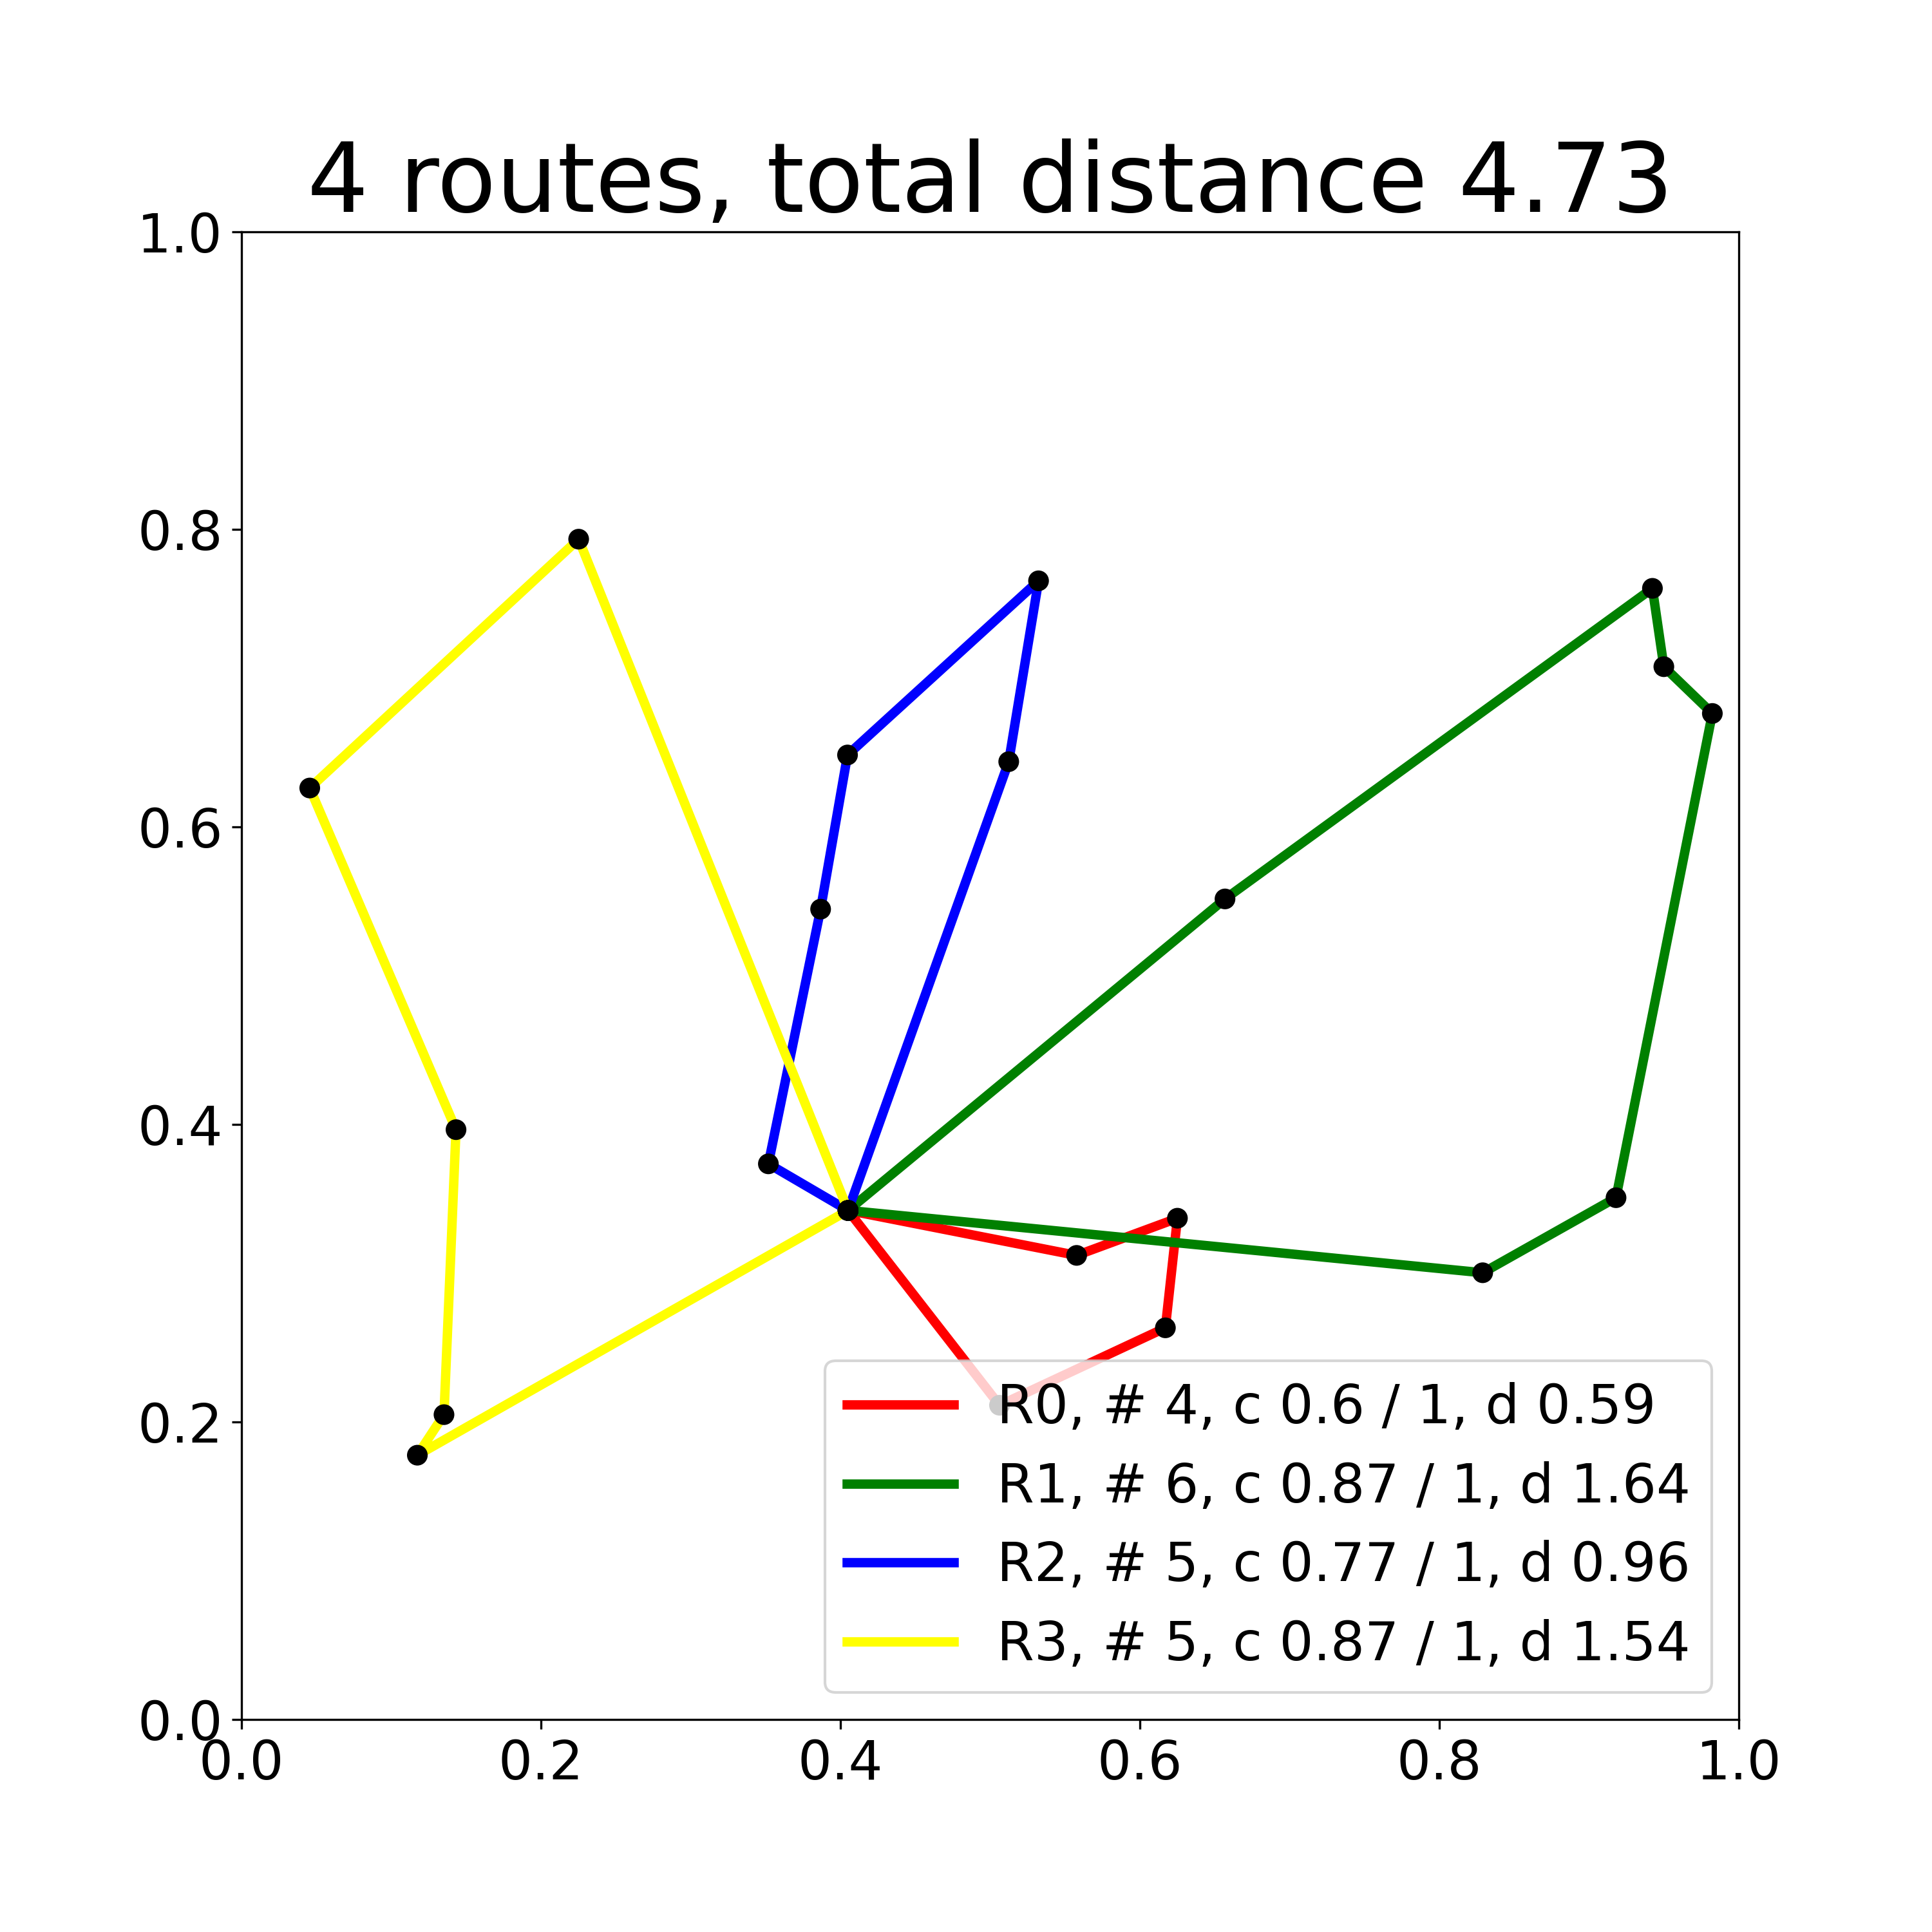 4 routes, total distance 4.73
1.0
0.8
0.6
0.4
0.2
0.0
R0, # 4, c 0.6 / 1, d 0.59
R1, # 6, c 0.87 / 1, d 1.64
R2, # 5, c 0.77 / 1, d 0.96
R3, # 5, c 0.87 / 1, d 1.54
0.0 0.2 0.4 0.6 0.8 1.0